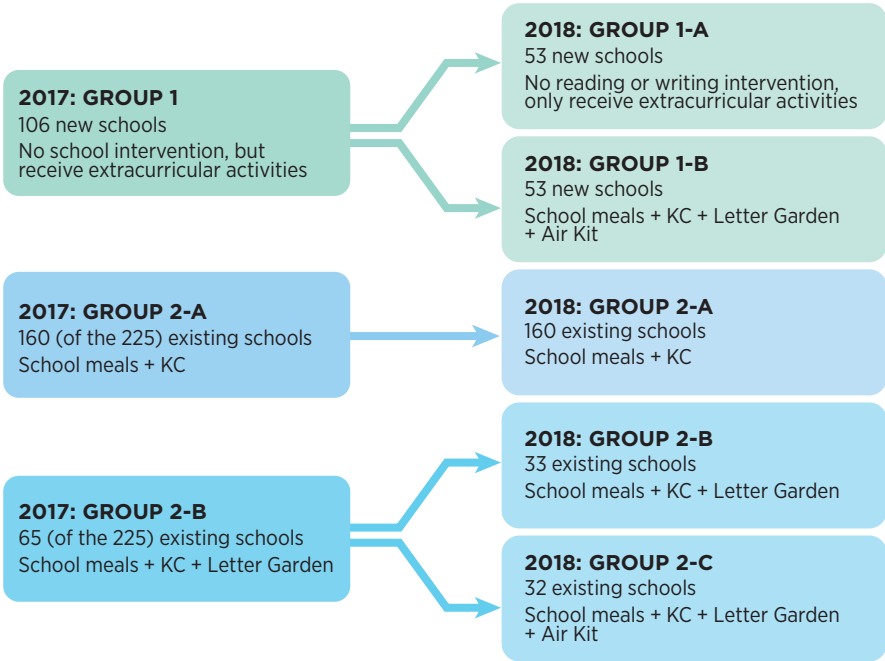 2017: GROUP 1
106 new schools
No school intervention, but
receive extracurricular activities
2018: GROUP 1-A
53 new schools
No reading or writing intervention,
only receive extracurricular activities
2018: GROUP 1-B
53 new schools
School meals + KC + Letter Garden
+ Air Kit
2017: GROUP 2-A
160 (of the 225) existing schools
School meals + KC
2018: GROUP 2-A
160 existing schools
School meals + KC
2017: GROUP 2-B
65 (of the 225) existing schools
School meals + KC + Letter Garden
2018: GROUP 2-B
33 existing schools
School meals + KC + Letter Garden
2018: GROUP 2-C
32 existing schools
School meals + KC + Letter Garden
+ Air Kit